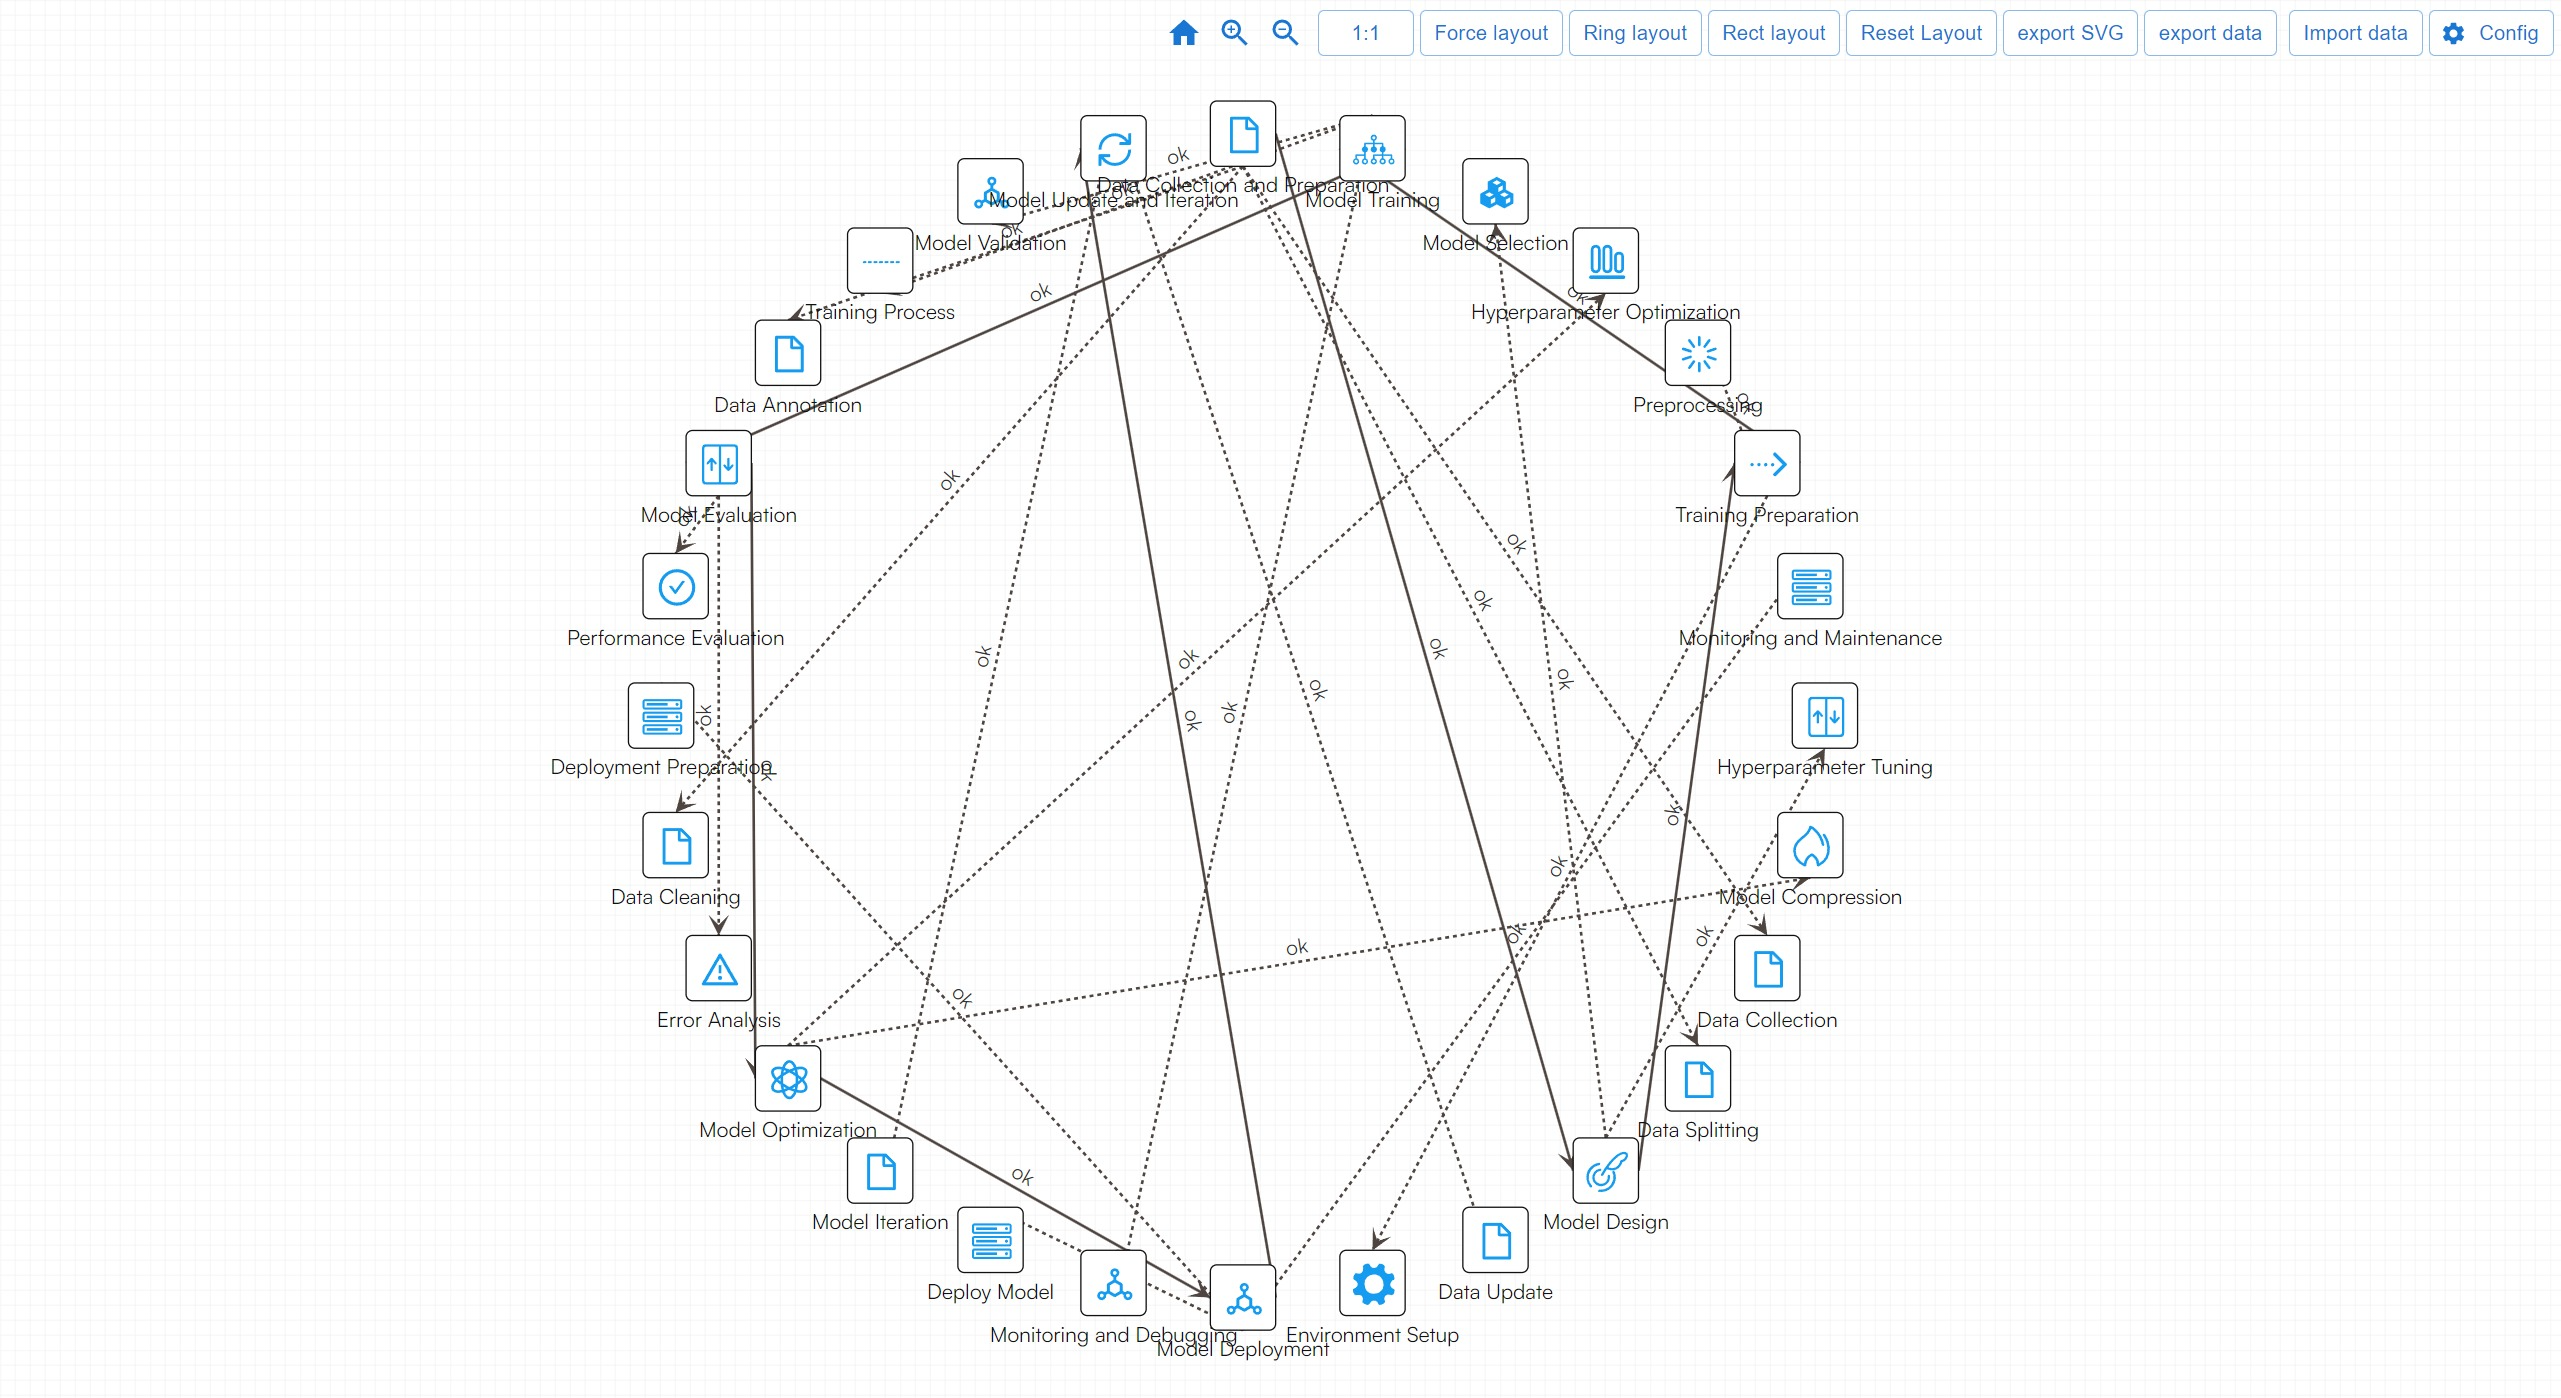 1:1
Force layout
Ring layout
Rect layout
Reset Layout
export SVG
export data
Import data
Config
ok
Data Collection and Preparation
ok
Model Update and Iteration
Model Training
ok
Model Validation
Model Selection
ok
ok
Training Process
Hyperparameter Optimization
Data Annotation
Preprocessing
ok
ok
Model Evaluation
ok
Training Preparation
ok
ok
Performance Evaluation
Monitoring and Maintenance
ok
ok
ok
ok
ok
ok
ok
ok
ok
Deployment Preparation
ok
Hyperparameter Tuning
ok
ok
Data Cleaning
Model Compression
ok
ok
ok
ok
Error Analysis
Data Collection
Model Optimization
Data Splitting
ok
Model Iteration
Model Design
Deploy Model
Data Update
Monitoring and Debugging
Environment Setup
Model Deployment